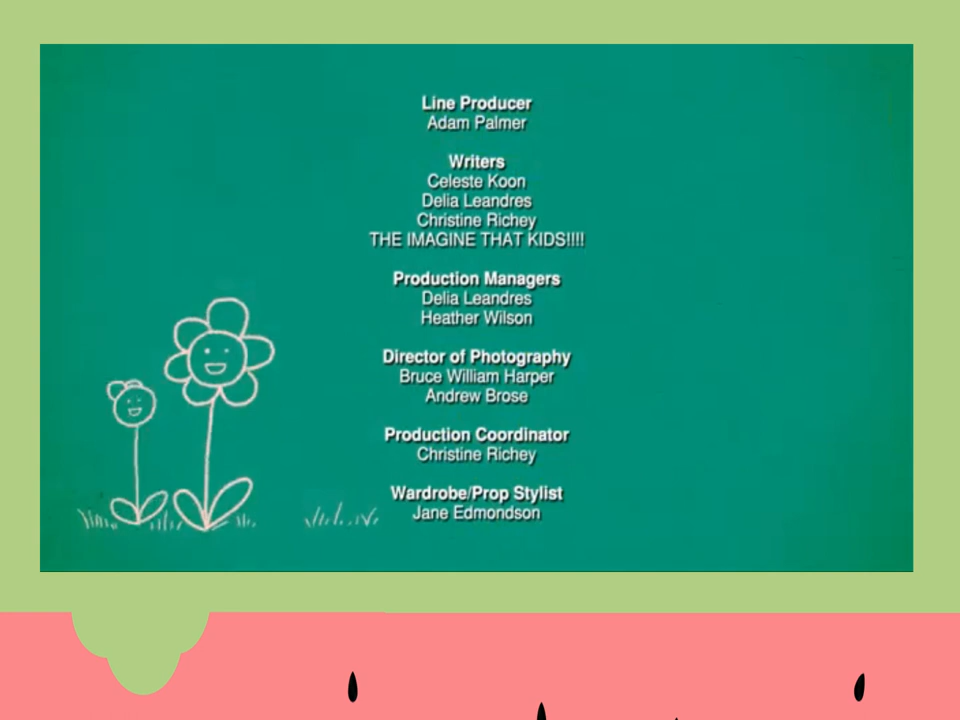 Line Producer
Adam Palmer
Writers
Celeste Koon
Delia Leandres
Christine Richey
THE IMAGINE THAT KIDS!!!!
Production Managers
Delia Leandres
Heather Wilson
Director of Photography
Bruce William Harper
Andrew Brose
Production Coordinator
Christine Richey
Wardrobe/Prop Stylist
Jane Edmondson